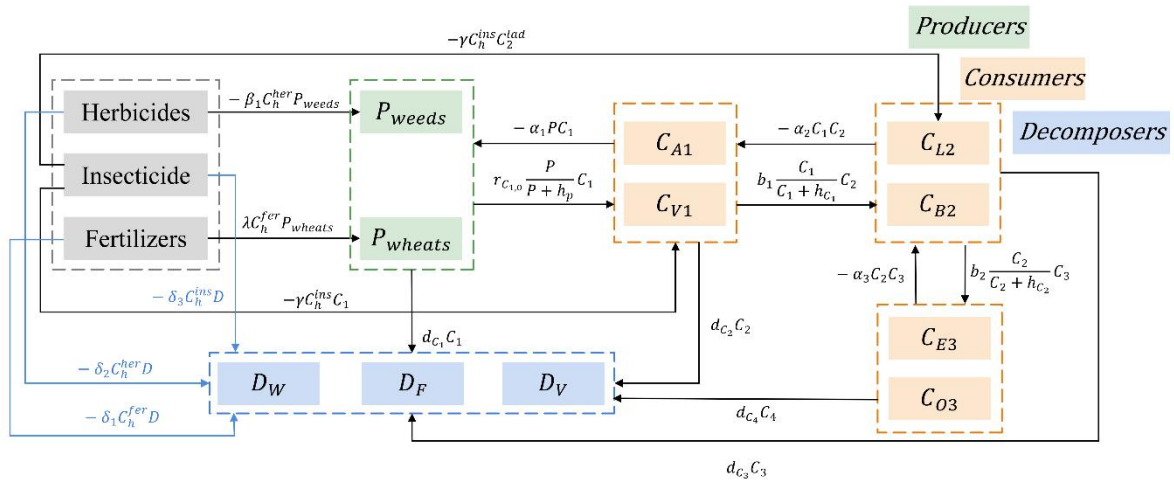 −γC_h^{ins}C_2^{lad}
Producers
Consumers
Decomposers
Herbicides
Insecticide
Fertilizers
− β_1C_h^{her}P_{weeds}
λC_h^{fer}P_{wheats}
P_{weeds}
P_{wheats}
− α_1PC_1
r_{C_{1,0}} \frac{P}{P + h_p} C_1
C_{A1}
C_{V1}
− α_2C_1C_2
b_1 \frac{C_1}{C_1 + h_{C_1}} C_2
C_{L2}
C_{B2}
− α_3C_2C_3
b_2 \frac{C_2}{C_2 + h_{C_2}} C_3
C_{E3}
C_{O3}
− δ_3C_h^{ins}D
−γC_h^{ins}C_1
d_{C_1}C_1
d_{C_2}C_2
− δ_2C_h^{her}D
− δ_1C_h^{fer}D
D_W
D_F
D_V
d_{C_4}C_4
d_{C_3}C_3